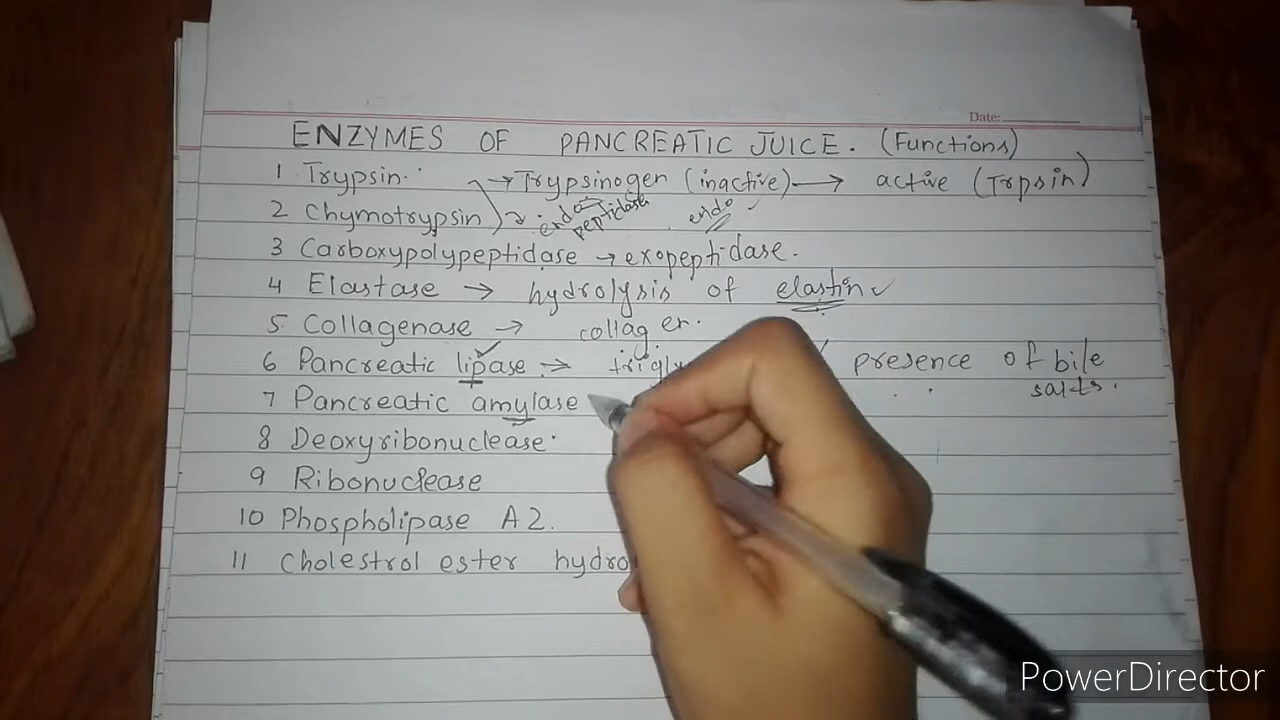 Date:
ENZYMES OF PANCREATIC JUICE. (Functions)
1 Trypsin. → Trypsinogen (inactive) → active (Trpsin)
2 Chymotrypsin endo peptidase endo ✓
3 Carboxypolypeptidase → exopeptidase.
4 Elastase → hydrolysis of elastin ✓
5. Collagenase → collagen.
6 Pancreatic lipase → presence of bile
salts.
7 Pancreatic amylase
8 Deoxyribonuclease
9 Ribonuclease
10 Phospholipase A2.
11 Cholestrol ester hydro
PowerDirector